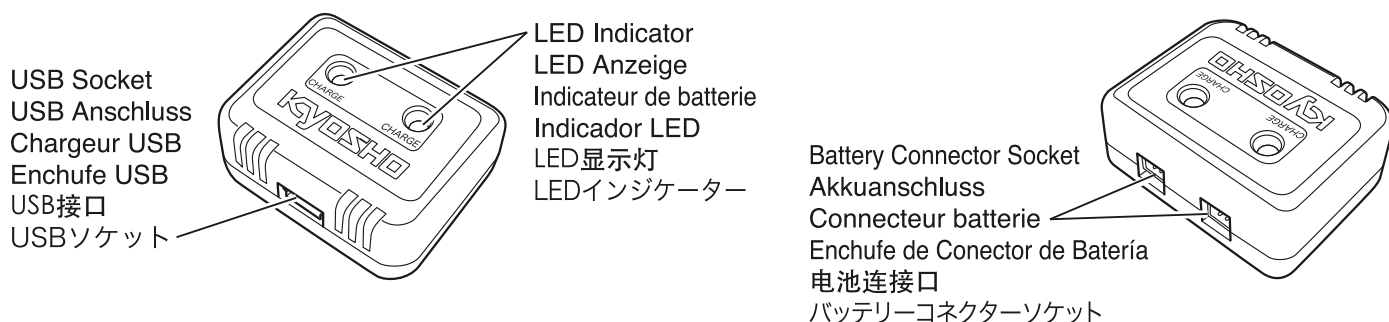 USB Socket
USB Anschluss
Chargeur USB
Enchufe USB
USB接口
USBソケット
CHARGE
CHARGE
KYOSHO
LED Indicator
LED Anzeige
Indicateur de batterie
Indicador LED
LED显示灯
LEDインジケーター
Battery Connector Socket
Akkuanschluss
Connecteur batterie
Enchufe de Conector de Batería
电池连接口
バッテリーコネクターソケット
KYOSHO
CHARGE
CHARGE